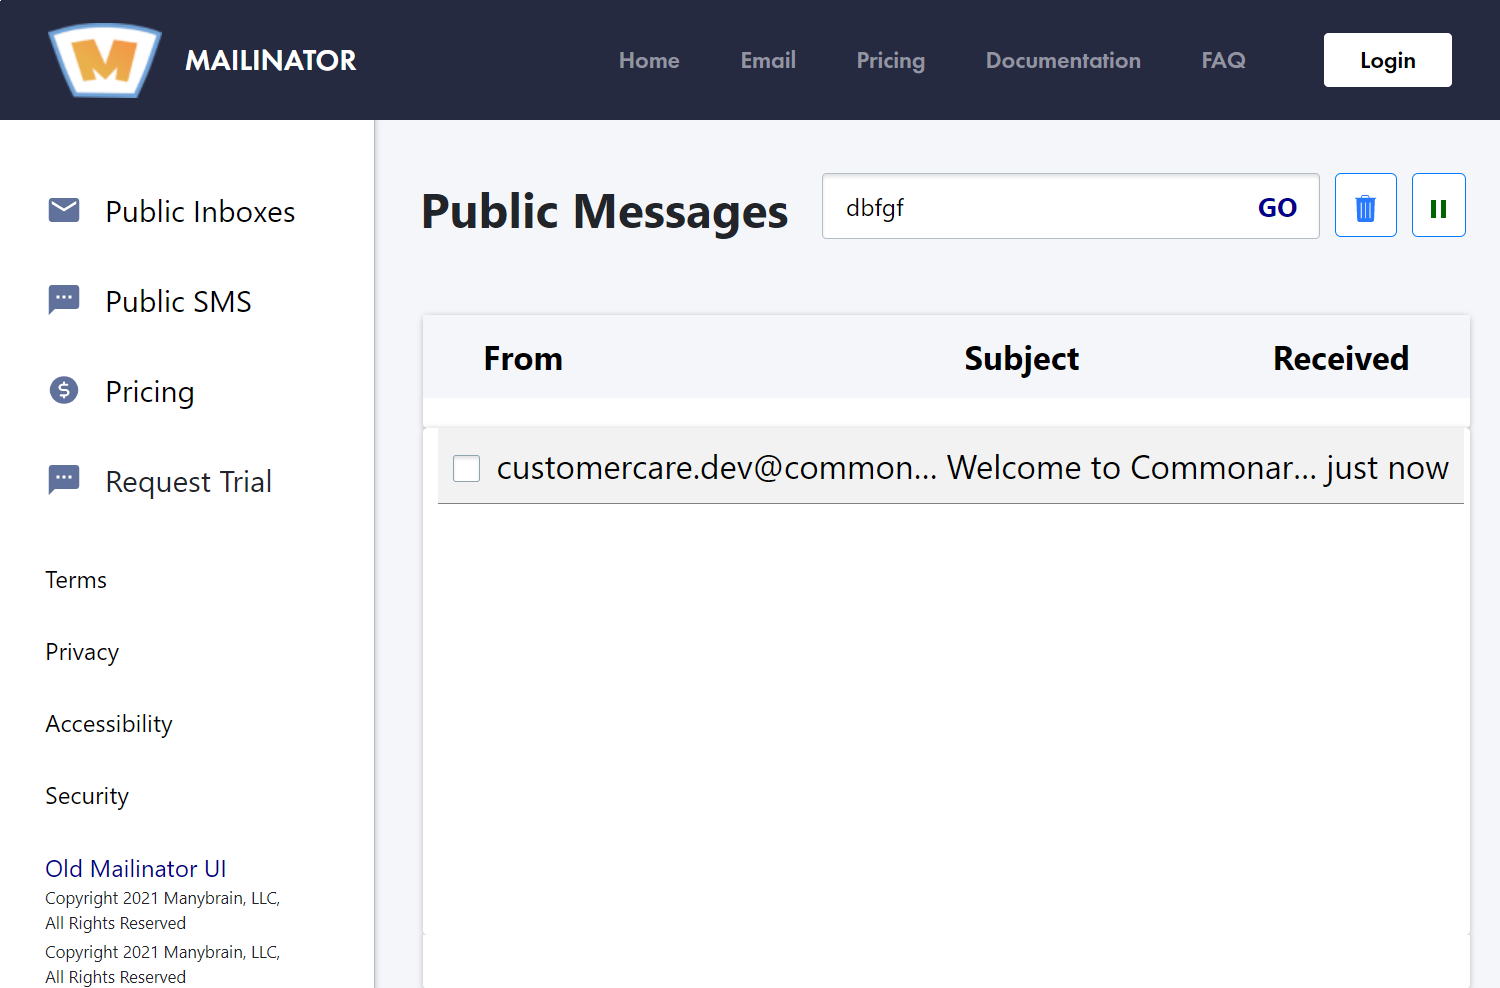 MAILINATOR
Home Email Pricing Documentation FAQ Login
Public Inboxes
Public SMS
Pricing
Request Trial
Terms
Privacy
Accessibility
Security
Old Mailinator UI
Copyright 2021 Manybrain, LLC,
All Rights Reserved
Copyright 2021 Manybrain, LLC,
All Rights Reserved
Public Messages dbfgf GO
From Subject Received
customercare.dev@common... Welcome to Commonar... just now